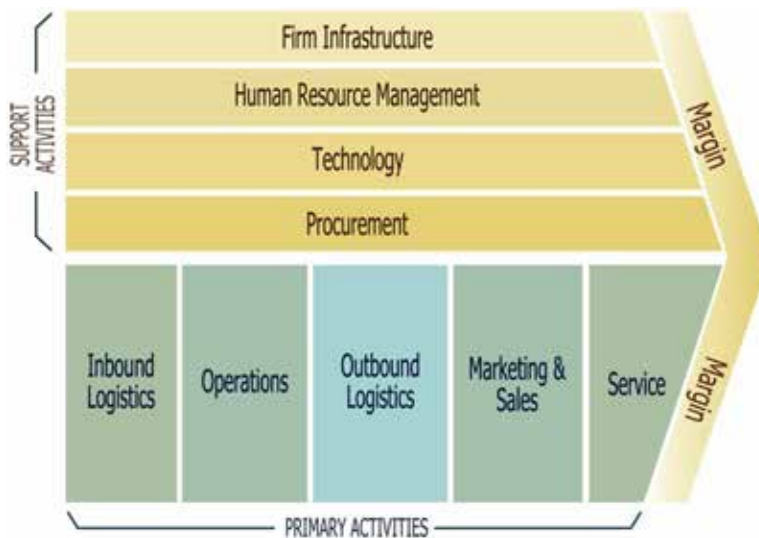 SUPPORT
ACTIVITIES
Firm Infrastructure
Human Resource Management
Technology
Procurement
Margin
Inbound
Logistics
Operations
Outbound
Logistics
Marketing &
Sales
Service
Margin
PRIMARY ACTIVITIES